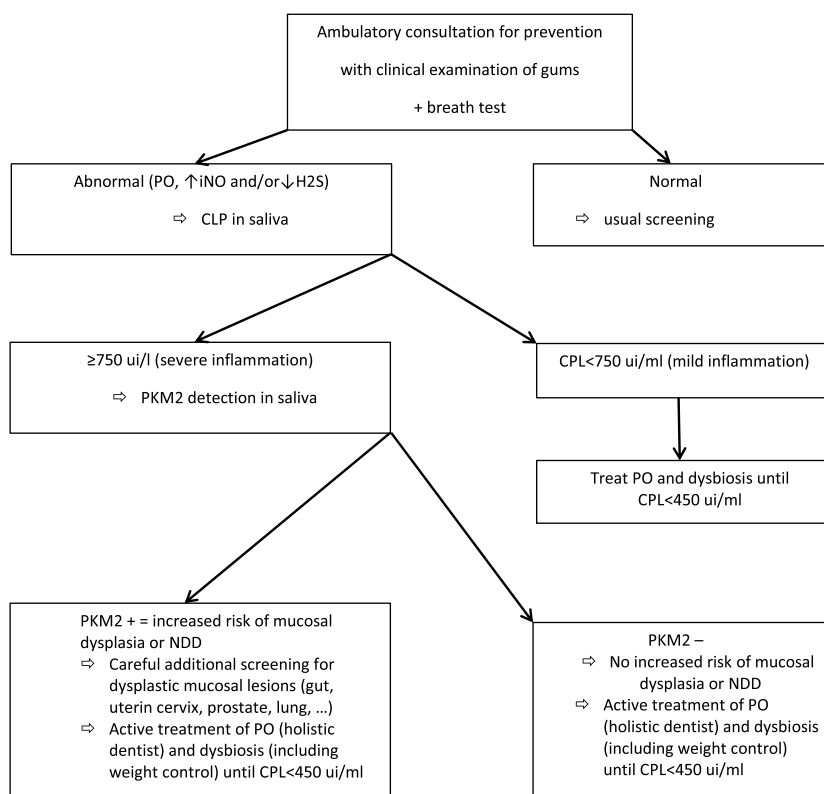 Ambulatory consultation for prevention
with clinical examination of gums
+ breath test
Abnormal (PO, ↑iNO and/or↓H2S)
⇨ CLP in saliva
Normal
⇨ usual screening
≥750 ui/l (severe inflammation)
⇨ PKM2 detection in saliva
CPL<750 ui/ml (mild inflammation)
Treat PO and dysbiosis until
CPL<450 ui/ml
PKM2 + = increased risk of mucosal
dysplasia or NDD
⇨ Careful additional screening for
dysplastic mucosal lesions (gut,
uterin cervix, prostate, lung, …)
⇨ Active treatment of PO (holistic
dentist) and dysbiosis (including
weight control) until CPL<450 ui/ml
PKM2 –
⇨ No increased risk of mucosal
dysplasia or NDD
⇨ Active treatment of PO
(holistic dentist) and dysbiosis
(including weight control)
until CPL<450 ui/ml